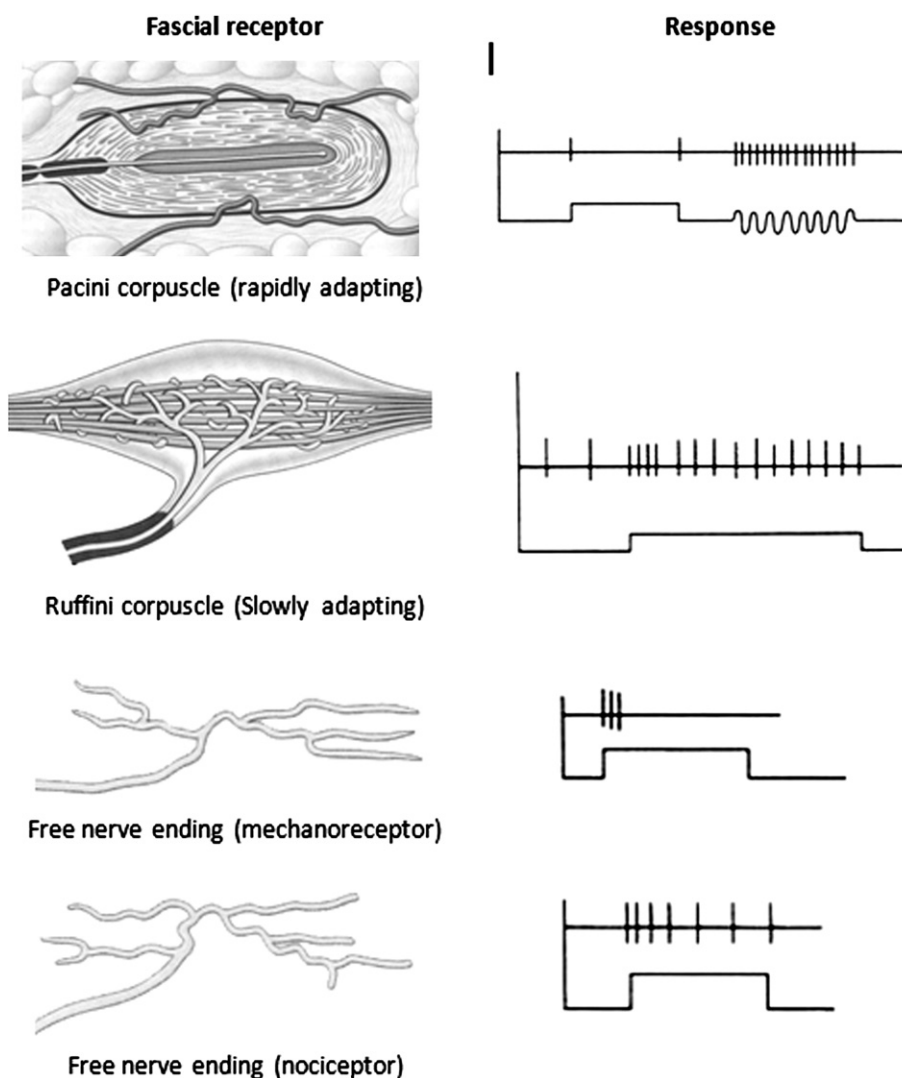 Fascial receptor
Response
Pacini corpuscle (rapidly adapting)
Ruffini corpuscle (Slowly adapting)
Free nerve ending (mechanoreceptor)
Free nerve ending (nociceptor)